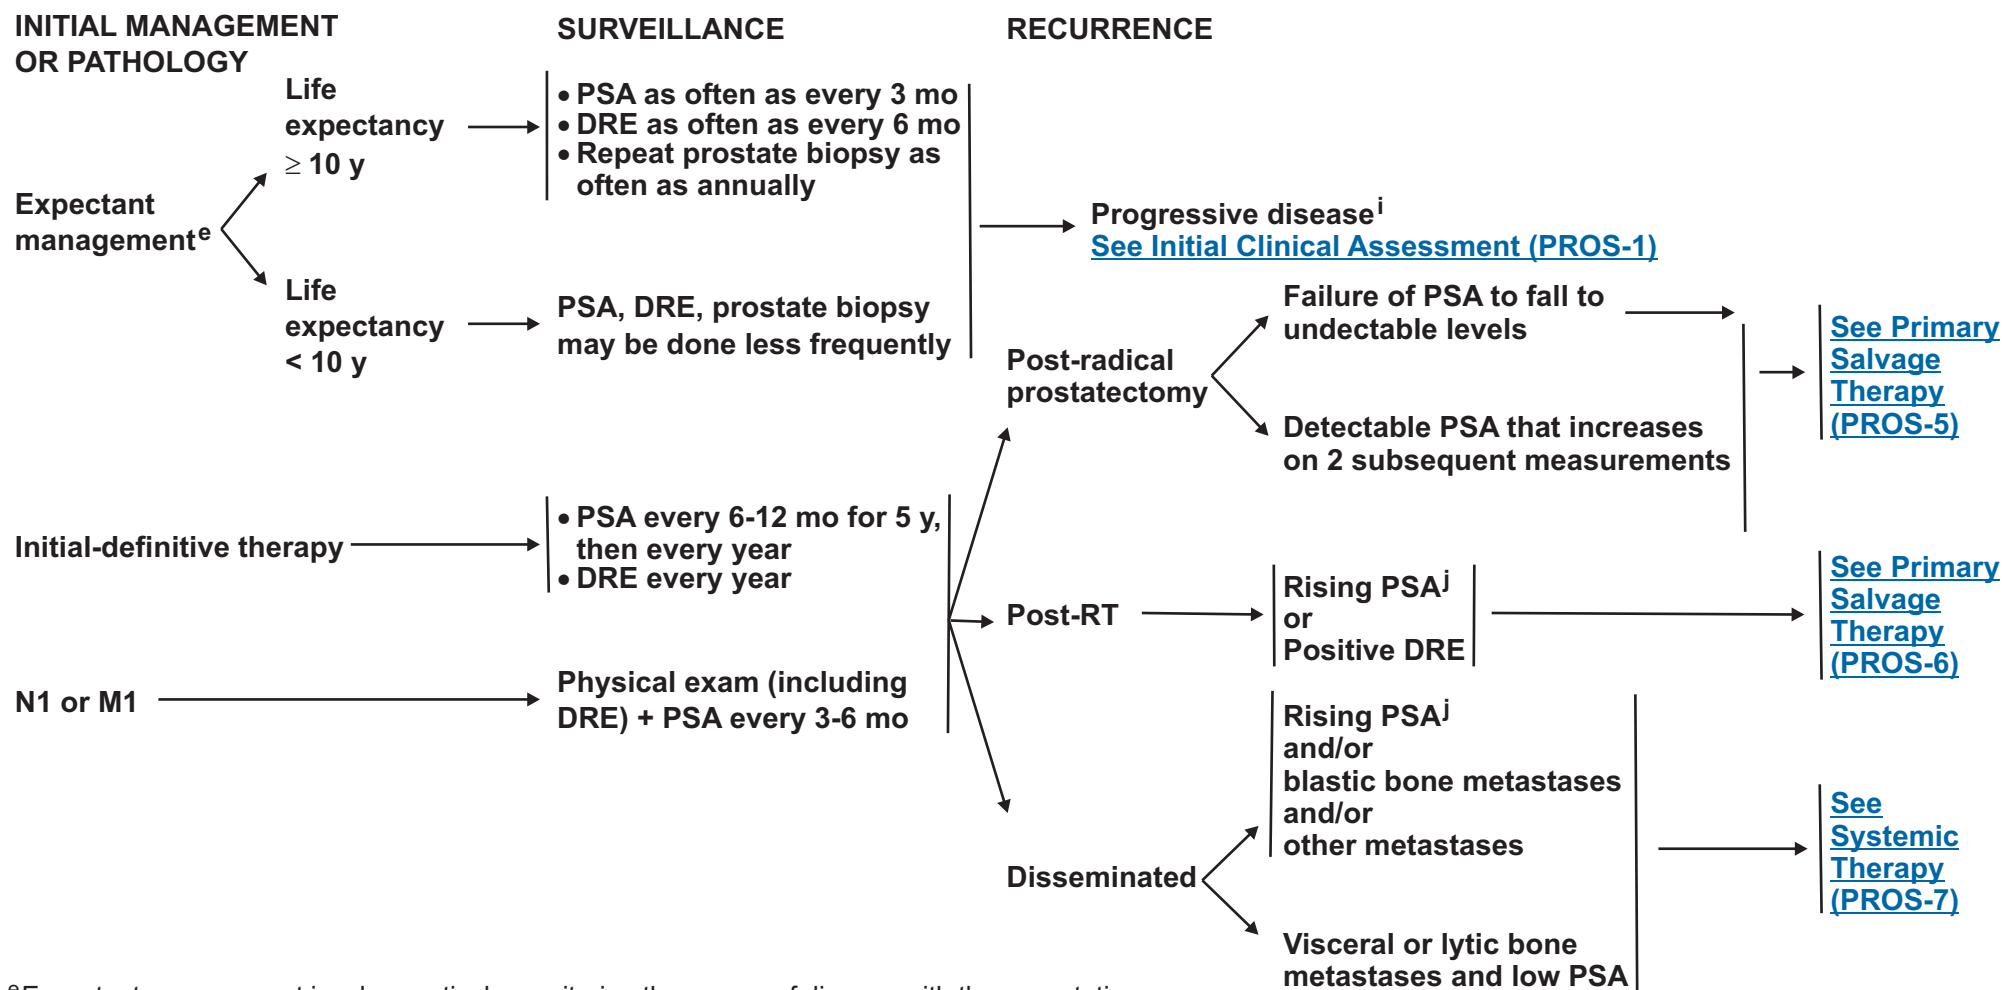 INITIAL MANAGEMENT
OR PATHOLOGY
SURVEILLANCE
RECURRENCE
Expectant
managementᵉ
Life
expectancy
≥ 10 y
• PSA as often as every 3 mo
• DRE as often as every 6 mo
• Repeat prostate biopsy as
often as annually
Life
expectancy
< 10 y
PSA, DRE, prostate biopsy
may be done less frequently
Progressive diseaseⁱ
See Initial Clinical Assessment (PROS-1)
Initial-definitive therapy
• PSA every 6-12 mo for 5 y,
then every year
• DRE every year
N1 or M1
Physical exam (including
DRE) + PSA every 3-6 mo
Post-radical
prostatectomy
Failure of PSA to fall to
undectable levels
Detectable PSA that increases
on 2 subsequent measurements
See Primary
Salvage
Therapy
(PROS-5)
Post-RT
Rising PSAʲ
or
Positive DRE
See Primary
Salvage
Therapy
(PROS-6)
Disseminated
Rising PSAʲ
and/or
blastic bone metastases
and/or
other metastases
Visceral or lytic bone
metastases and low PSA
See
Systemic
Therapy
(PROS-7)